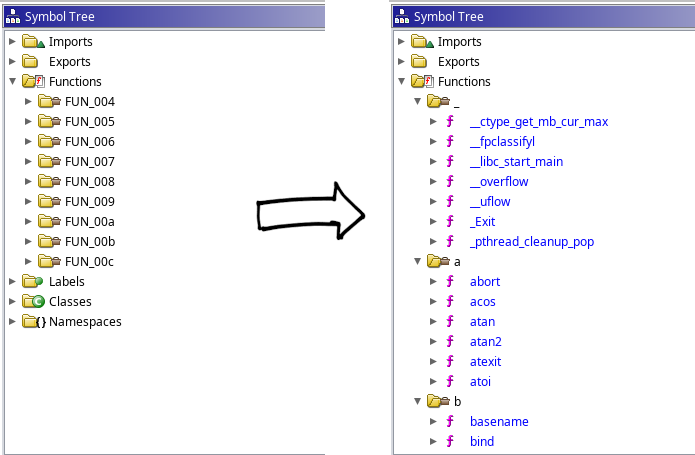 Symbol Tree
Imports
Exports
Functions
FUN_004
FUN_005
FUN_006
FUN_007
FUN_008
FUN_009
FUN_00a
FUN_00b
FUN_00c
Labels
Classes
Namespaces
Symbol Tree
Imports
Exports
Functions
_
__ctype_get_mb_cur_max
__fpclassifyl
__libc_start_main
__overflow
__uflow
_Exit
_pthread_cleanup_pop
a
abort
acos
atan
atan2
atexit
atoi
b
basename
bind